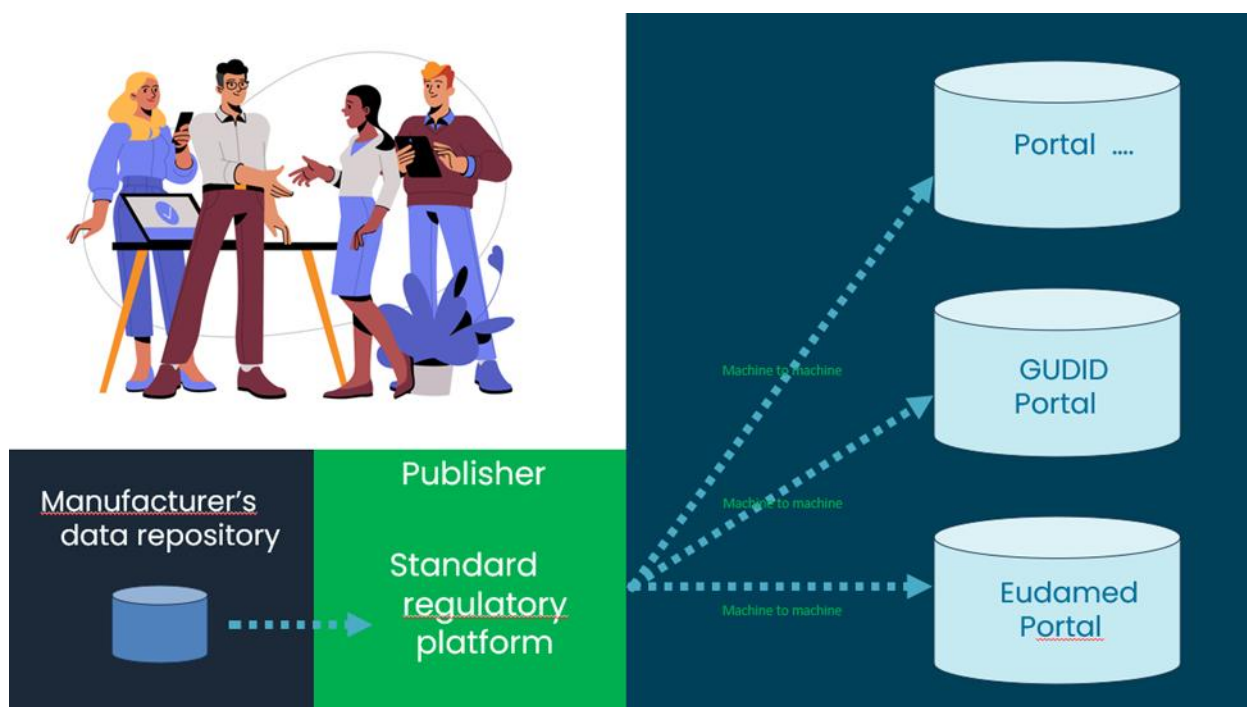 Manufacturer’s
data repository
Publisher
Standard
regulatory
platform
Machine to machine
Machine to machine
Machine to machine
Portal ....
GUDID
Portal
Eudamed
Portal